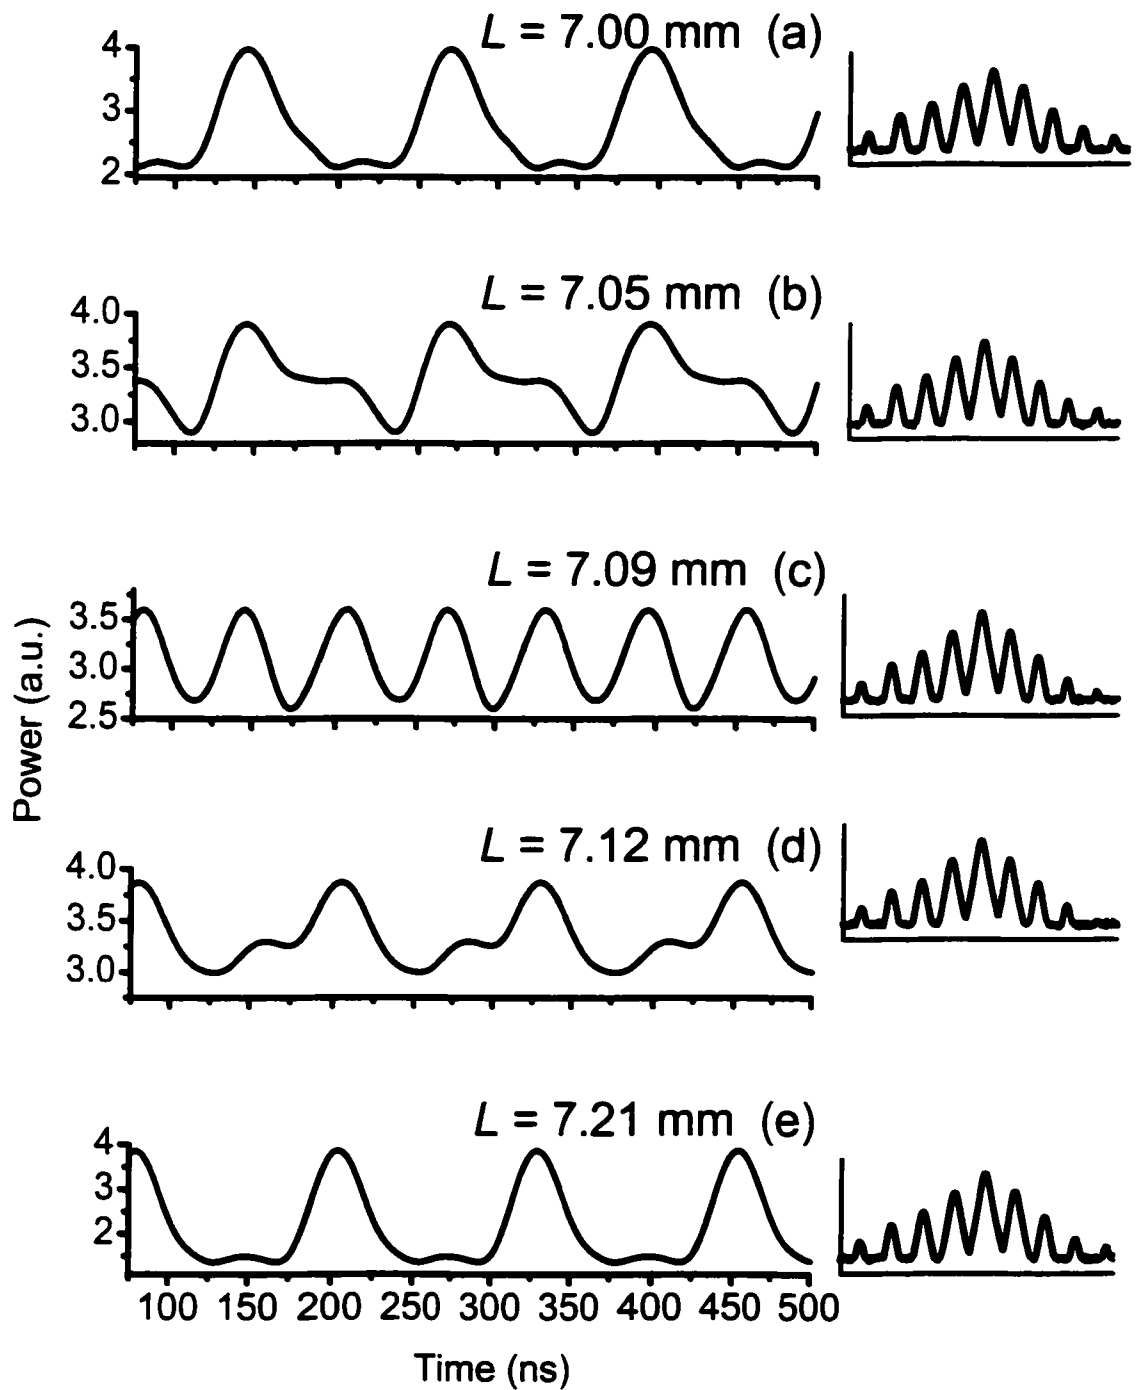 L = 7.00 mm (a)
4
3
2
L = 7.05 mm (b)
4.0
3.5
3.0
L = 7.09 mm (c)
3.5
3.0
2.5
Power (a.u.)
L = 7.12 mm (d)
4.0
3.5
3.0
L = 7.21 mm (e)
4
3
2
100 150 200 250 300 350 400 450 500
Time (ns)